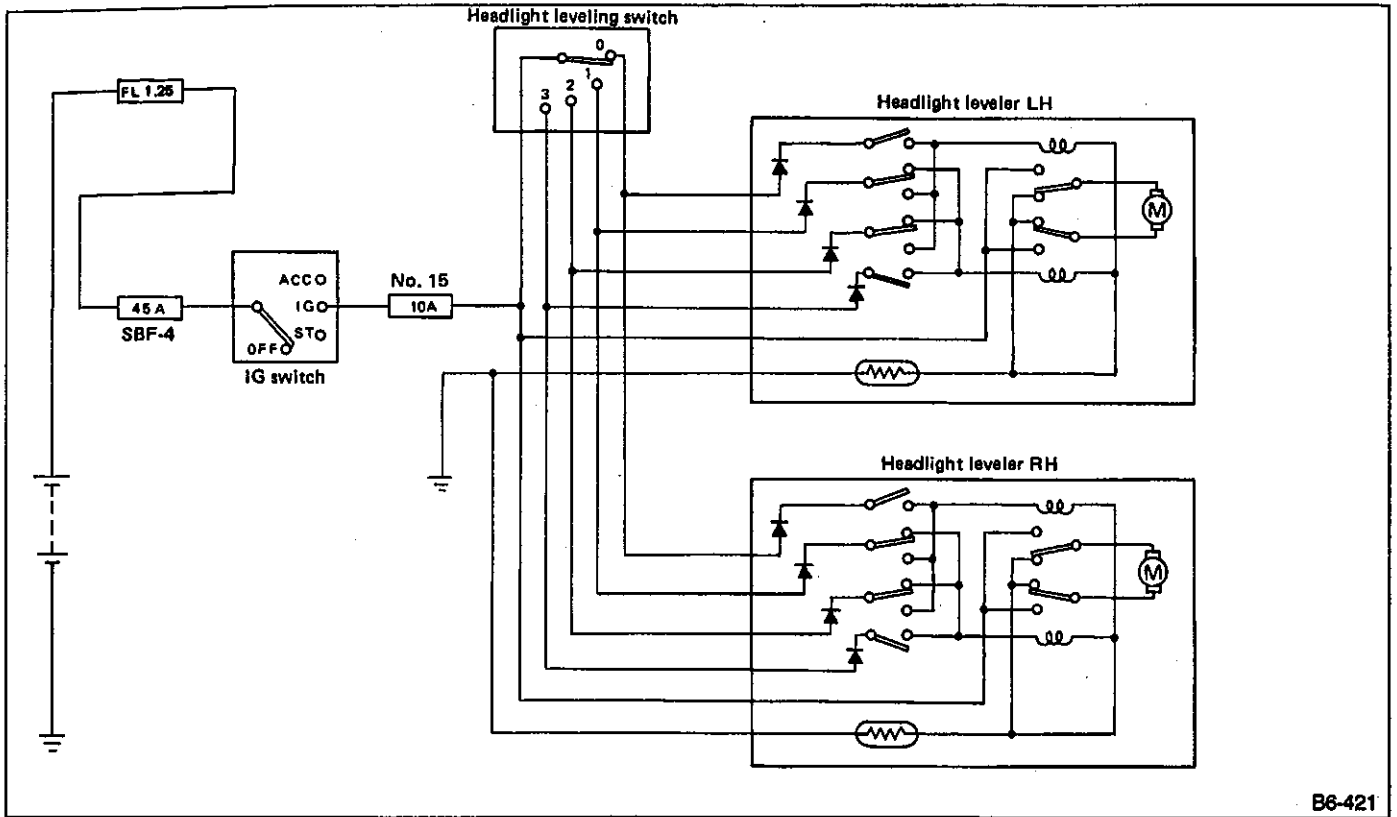 Headlight leveling switch
0
1
2
3
FL 1.25
Headlight leveler LH
M
ACC
IG
ST
OFF
IG switch
45 A
SBF-4
No. 15
10A
Headlight leveler RH
M
B6-421